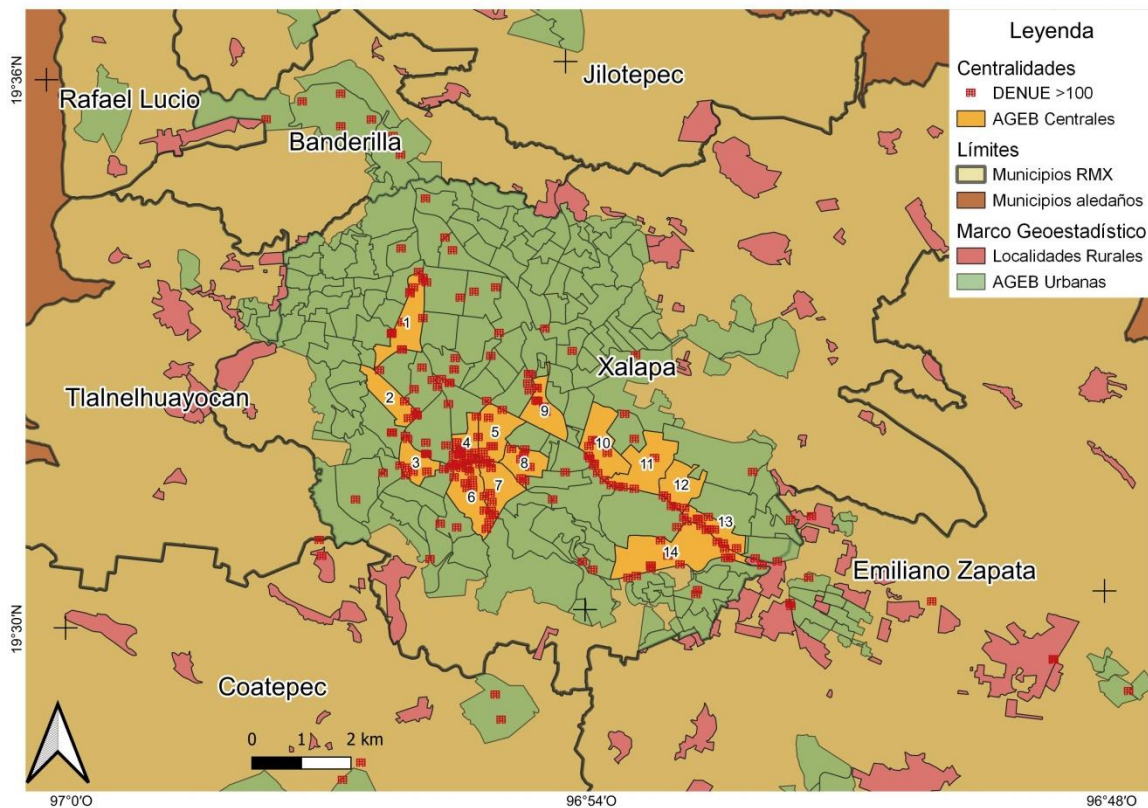 Leyenda
Centralidades
DENUE >100
AGEB Centrales
Límites
Municipios RMX
Municipios aledaños
Marco Geoestadístico
Localidades Rurales
AGEB Urbanas
19°36'N
Jilotepec
Rafael Lucio
Banderilla
1
Xalapa
Tlalnelhuayocan
2
9
5
4
10
3
8
11
7
12
6
13
14
Emiliano Zapata
19°30'N
Coatepec
0 1 2 km
97°0'O
96°54'O
96°48'O